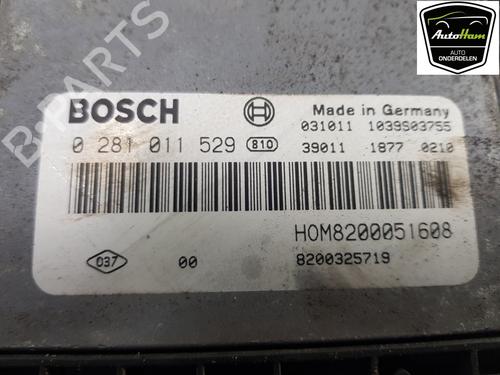 AutoHam
AUTO
ONDERDELEN
B-PARTS
BOSCH
Made in Germany
031011 1039S03755
0 281 011 529 810
39011 1877 0210
HOM8200051608
037 00 8200325719